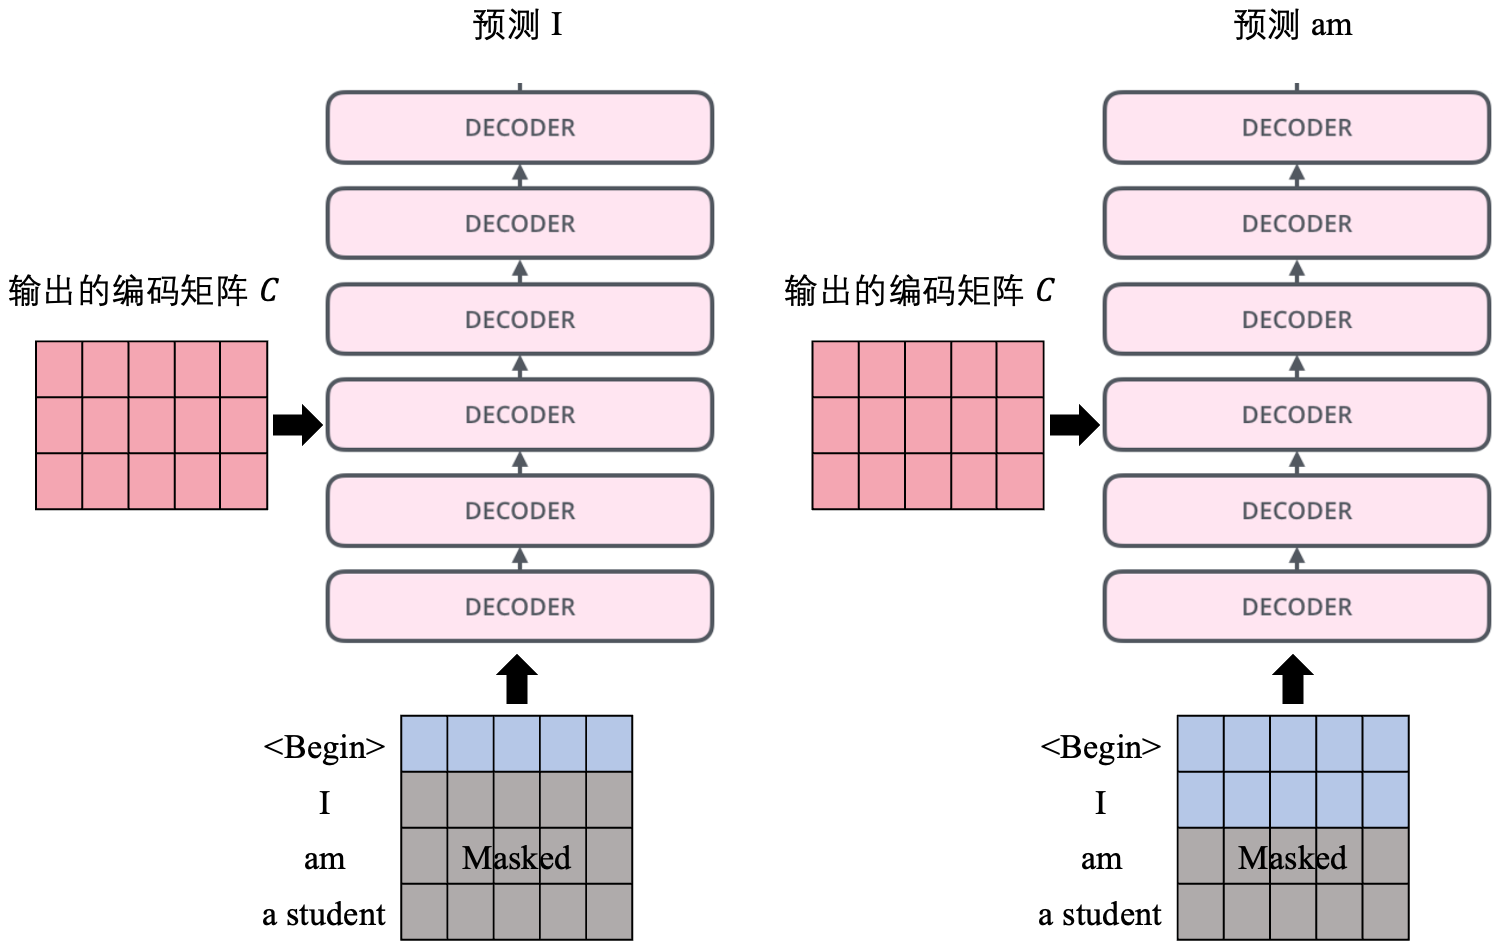 预测 I
DECODER
DECODER
DECODER
DECODER
DECODER
DECODER
输出的编码矩阵 C
<Begin>
I
am
a student
Masked
预测 am
DECODER
DECODER
DECODER
DECODER
DECODER
DECODER
输出的编码矩阵 C
<Begin>
I
am
a student
Masked